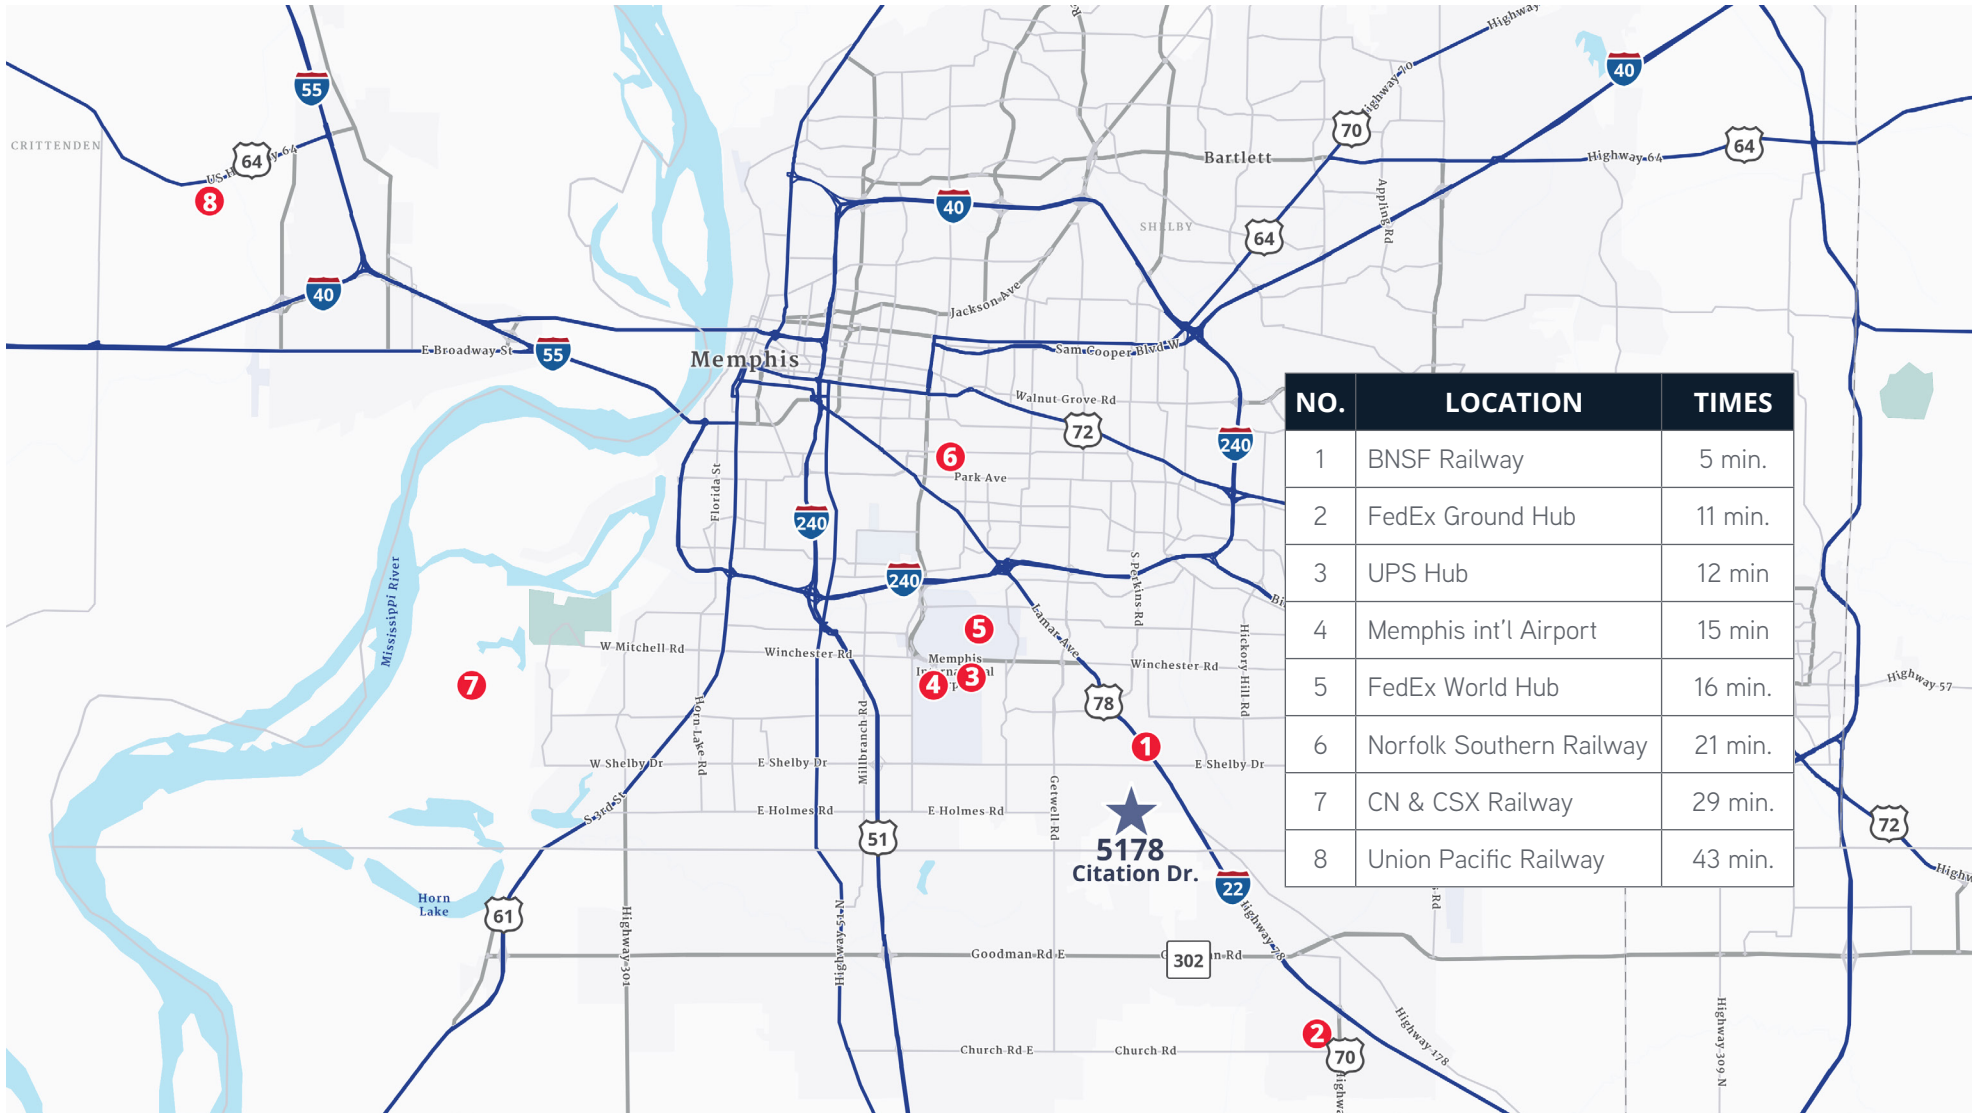 Highway
55
40
Highway 70
CRITTENDEN
64
70
64
Bartlett
Highway 64
8
40
Appling Rd
SHELBY
64
40
Jackson Ave
E Broadway St
55
Memphis
Sam Cooper Blvd W
Walnut Grove Rd
72
240
6
Park Ave
Florida St
240
240
Mississippi River
S Perkins Rd
Lamar Ave
5
W Mitchell Rd
Winchester Rd
Memphis
4
3
Winchester Rd
Hickory Hill Rd
7
78
Highway 57
Horn Lake Rd
Millbranch Rd
1
W Shelby Dr
E Shelby Dr
E Shelby Dr
S 3rd St
E Holmes Rd
E Holmes Rd
Getwell Rd
51
5178
Citation Dr.
72
22
Horn
Lake
61
Highway 301
Highway 51 N
Highway 78
Goodman Rd E
302
Rd
Rd
Highway 178
Highway 309 N
2
Church Rd E
Church Rd
70
NO. LOCATION TIMES
1 BNSF Railway 5 min.
2 FedEx Ground Hub 11 min.
3 UPS Hub 12 min
4 Memphis int'l Airport 15 min
5 FedEx World Hub 16 min.
6 Norfolk Southern Railway 21 min.
7 CN & CSX Railway 29 min.
8 Union Pacific Railway 43 min.